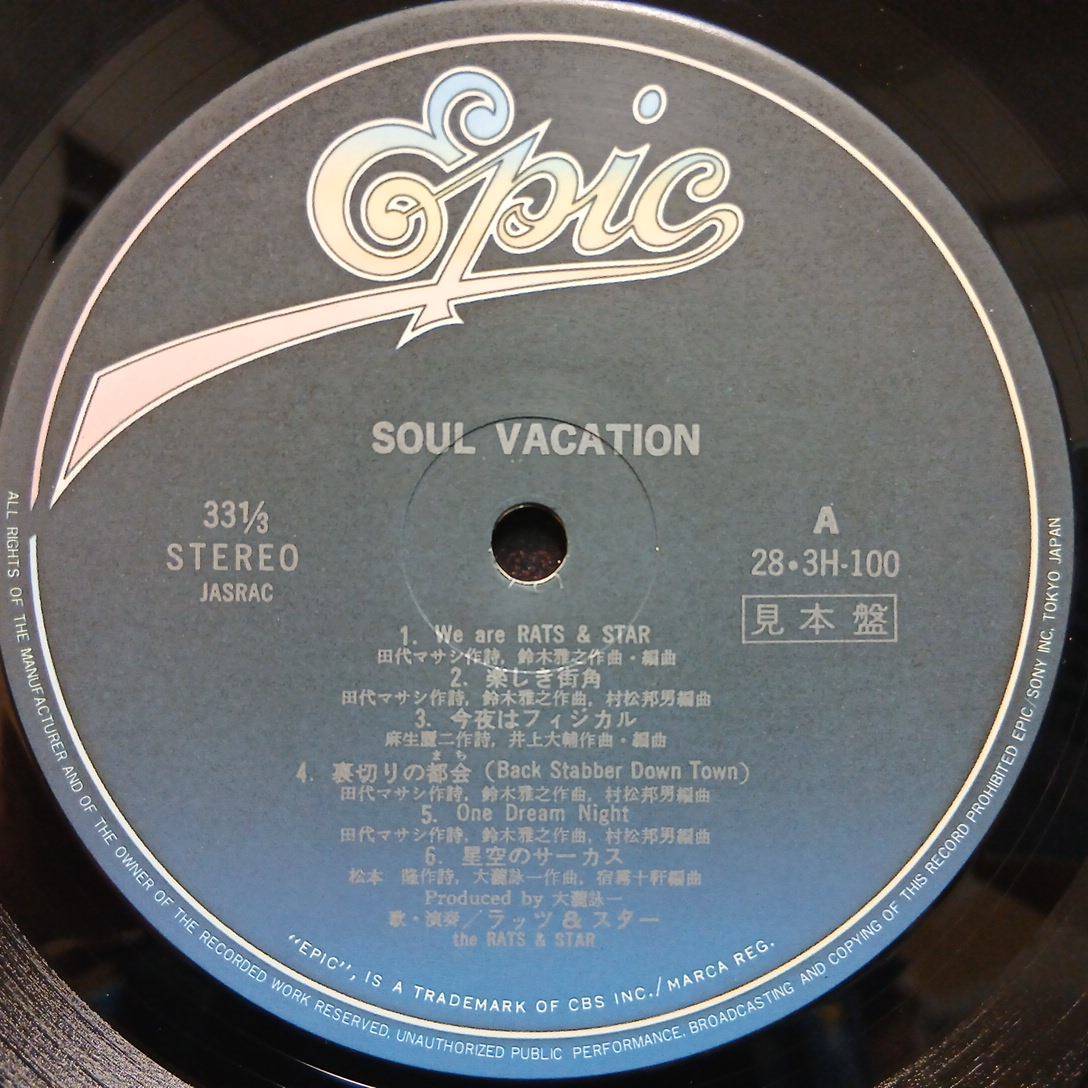 Epic
SOUL VACATION
33⅓
STEREO
JASRAC
A
28・3H-100
見本盤
1. We are RATS & STAR
田代マサシ作詩, 鈴木雅之作曲・編曲
2. 楽しき街角
田代マサシ作詩, 鈴木雅之作曲, 村松邦男編曲
3. 今夜はフィジカル
麻生麗二作詩, 井上大輔作曲・編曲
まち
4. 裏切りの都会 (Back Stabber Down Town)
田代マサシ作詩, 鈴木雅之作曲, 村松邦男編曲
5. One Dream Night
田代マサシ作詩, 鈴木雅之作曲, 村松邦男編曲
6. 星空のサーカス
松本 隆作詩, 大瀧詠一作曲, 宿霧十軒編曲
Produced by 大瀧詠一
歌・演奏/ラッツ&スター
the RATS & STAR
"EPIC", IS A TRADEMARK OF CBS INC./MARCA REG.
ALL RIGHTS OF THE MANUFACTURER AND OF THE OWNER OF THE RECORDED WORK RESERVED. UNAUTHORIZED PUBLIC PERFORMANCE. BROADCASTING AND COPYING OF THIS RECORD PROHIBITED EPIC/SONY INC. TOKYO JAPAN